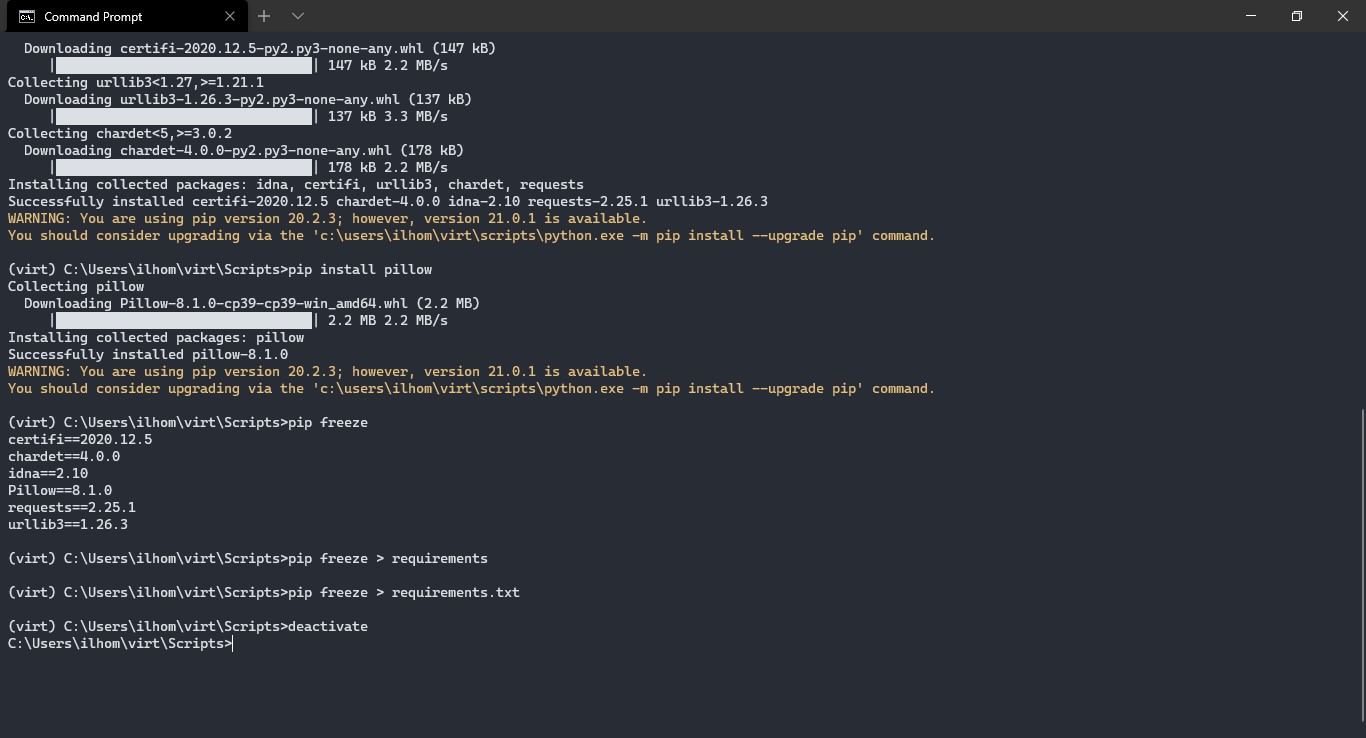 Command Prompt
Downloading certifi-2020.12.5-py2.py3-none-any.whl (147 kB)
| | 147 kB 2.2 MB/s
Collecting urllib3<1.27,>=1.21.1
Downloading urllib3-1.26.3-py2.py3-none-any.whl (137 kB)
| | 137 kB 3.3 MB/s
Collecting chardet<5,>=3.0.2
Downloading chardet-4.0.0-py2.py3-none-any.whl (178 kB)
| | 178 kB 2.2 MB/s
Installing collected packages: idna, certifi, urllib3, chardet, requests
Successfully installed certifi-2020.12.5 chardet-4.0.0 idna-2.10 requests-2.25.1 urllib3-1.26.3
WARNING: You are using pip version 20.2.3; however, version 21.0.1 is available.
You should consider upgrading via the 'c:\users\ilhom\virt\scripts\python.exe -m pip install --upgrade pip' command.
(virt) C:\Users\ilhom\virt\Scripts>pip install pillow
Collecting pillow
Downloading Pillow-8.1.0-cp39-cp39-win_amd64.whl (2.2 MB)
| | 2.2 MB 2.2 MB/s
Installing collected packages: pillow
Successfully installed pillow-8.1.0
WARNING: You are using pip version 20.2.3; however, version 21.0.1 is available.
You should consider upgrading via the 'c:\users\ilhom\virt\scripts\python.exe -m pip install --upgrade pip' command.
(virt) C:\Users\ilhom\virt\Scripts>pip freeze
certifi==2020.12.5
chardet==4.0.0
idna==2.10
Pillow==8.1.0
requests==2.25.1
urllib3==1.26.3
(virt) C:\Users\ilhom\virt\Scripts>pip freeze > requirements
(virt) C:\Users\ilhom\virt\Scripts>pip freeze > requirements.txt
(virt) C:\Users\ilhom\virt\Scripts>deactivate
C:\Users\ilhom\virt\Scripts>